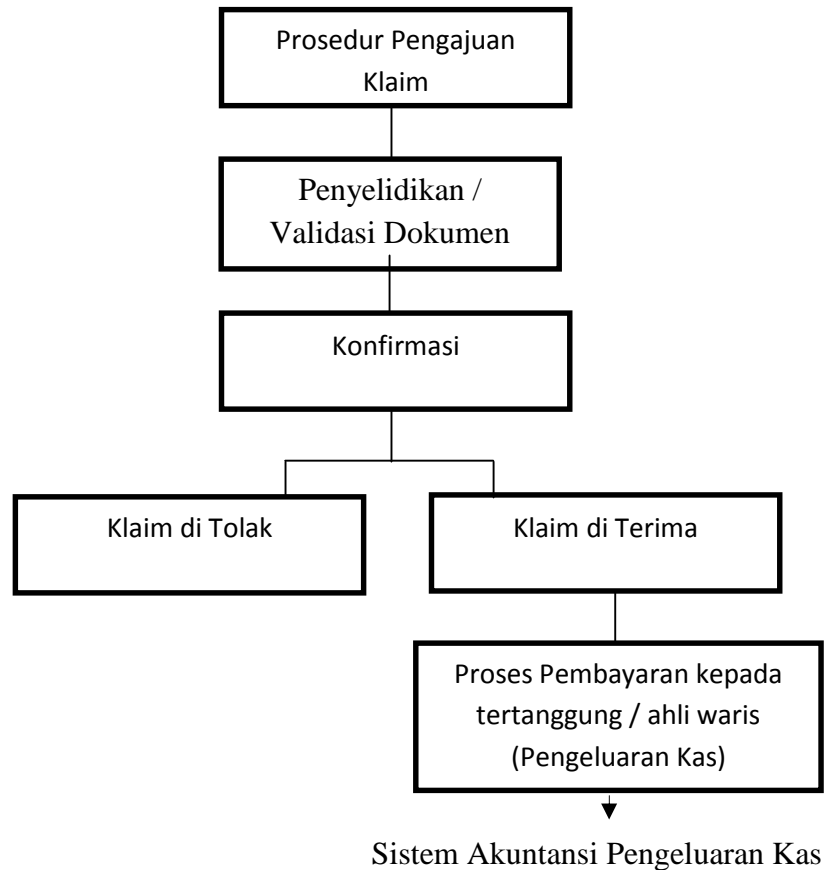 Prosedur Pengajuan
Klaim
Penyelidikan /
Validasi Dokumen
Konfirmasi
Klaim di Tolak
Klaim di Terima
Proses Pembayaran kepada
tertanggung / ahli waris
(Pengeluaran Kas)
Sistem Akuntansi Pengeluaran Kas